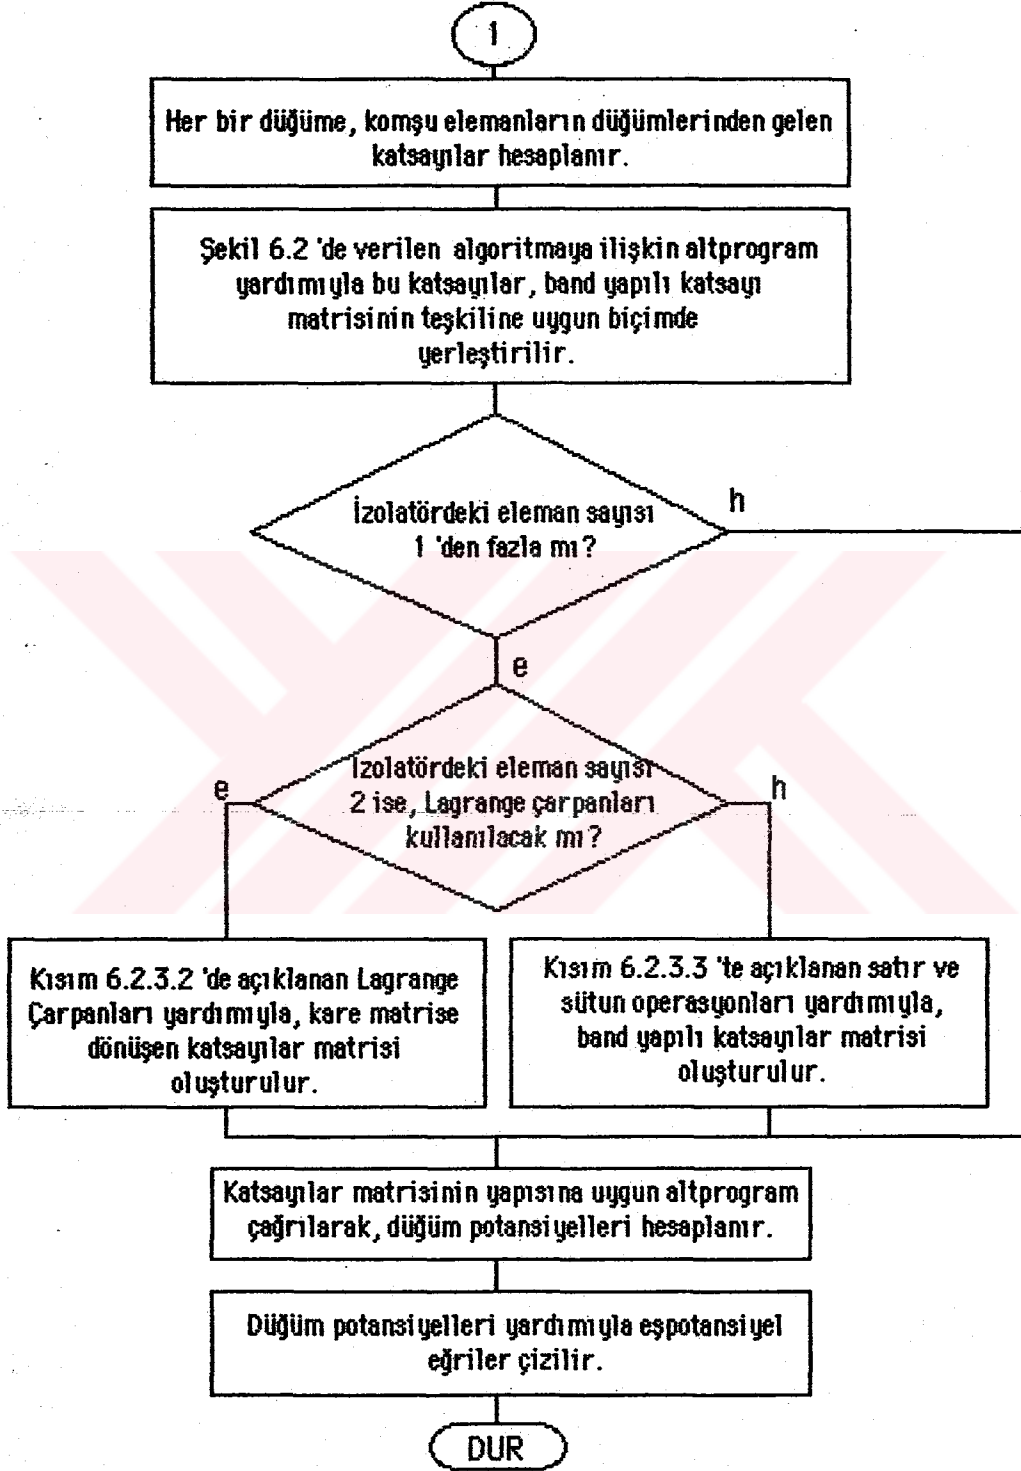 1
Her bir düğüme, komşu elemanların düğümlerinden gelen
katsayılar hesaplanır.
Şekil 6.2 'de verilen algoritmaya ilişkin altprogram
yardımıyla bu katsayılar, band yapılı katsayı
matrisinin teşkiline uygun biçimde
yerleştirilir.
İzolatördeki eleman sayısı
1 'den fazla mı?
h
e
İzolatördeki eleman sayısı
2 ise, Lagrange çarpanları
kullanılacak mı?
e
h
Kısım 6.2.3.2 'de açıklanan Lagrange
Çarpanları yardımıyla, kare matrise
dönüşen katsayılar matrisi
oluşturulur.
Kısım 6.2.3.3 'te açıklanan satır ve
sütun operasyonları yardımıyla,
band yapılı katsayılar matrisi
oluşturulur.
Katsayılar matrisinin yapısına uygun altprogram
çağrılarak, düğüm potansiyelleri hesaplanır.
Düğüm potansiyelleri yardımıyla eşpotansiyel
eğriler çizilir.
DUR